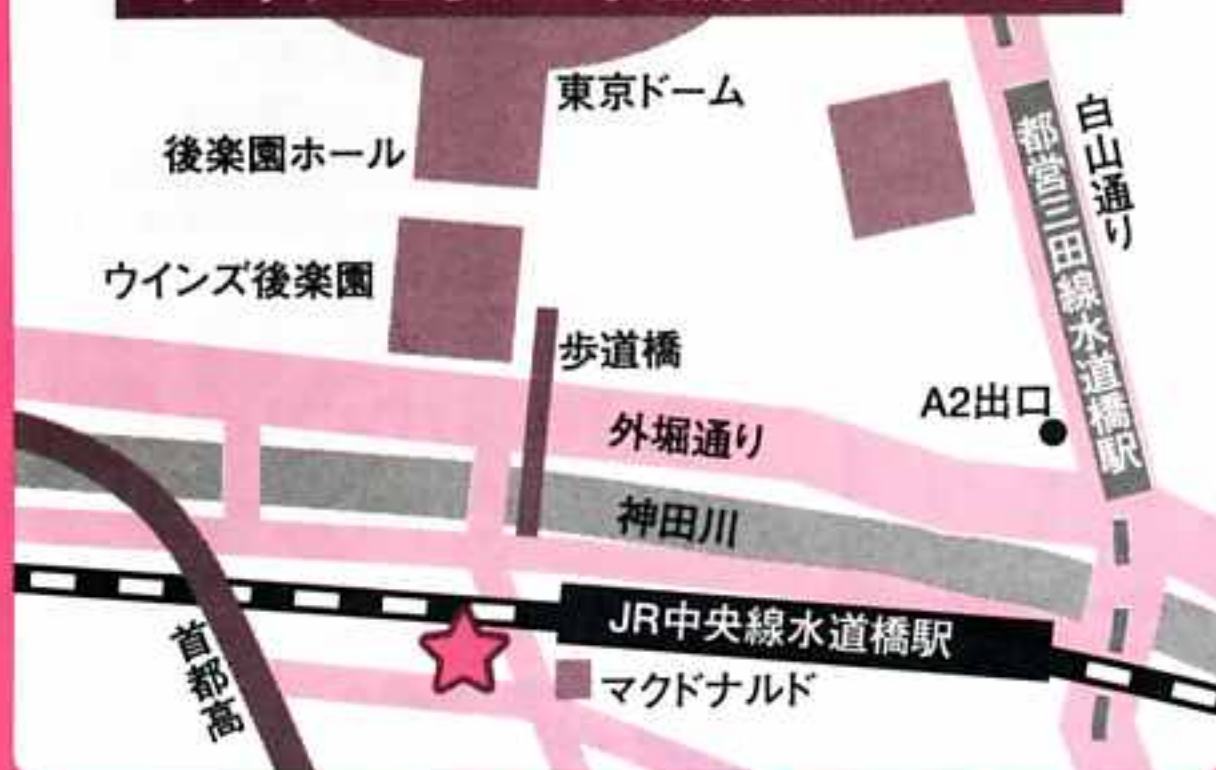 東京ドーム
後楽園ホール
白山通り
都営三田線水道橋駅
ウインズ後楽園
歩道橋
A2出口
外堀通り
神田川
JR中央線水道橋駅
首都高
マクドナルド